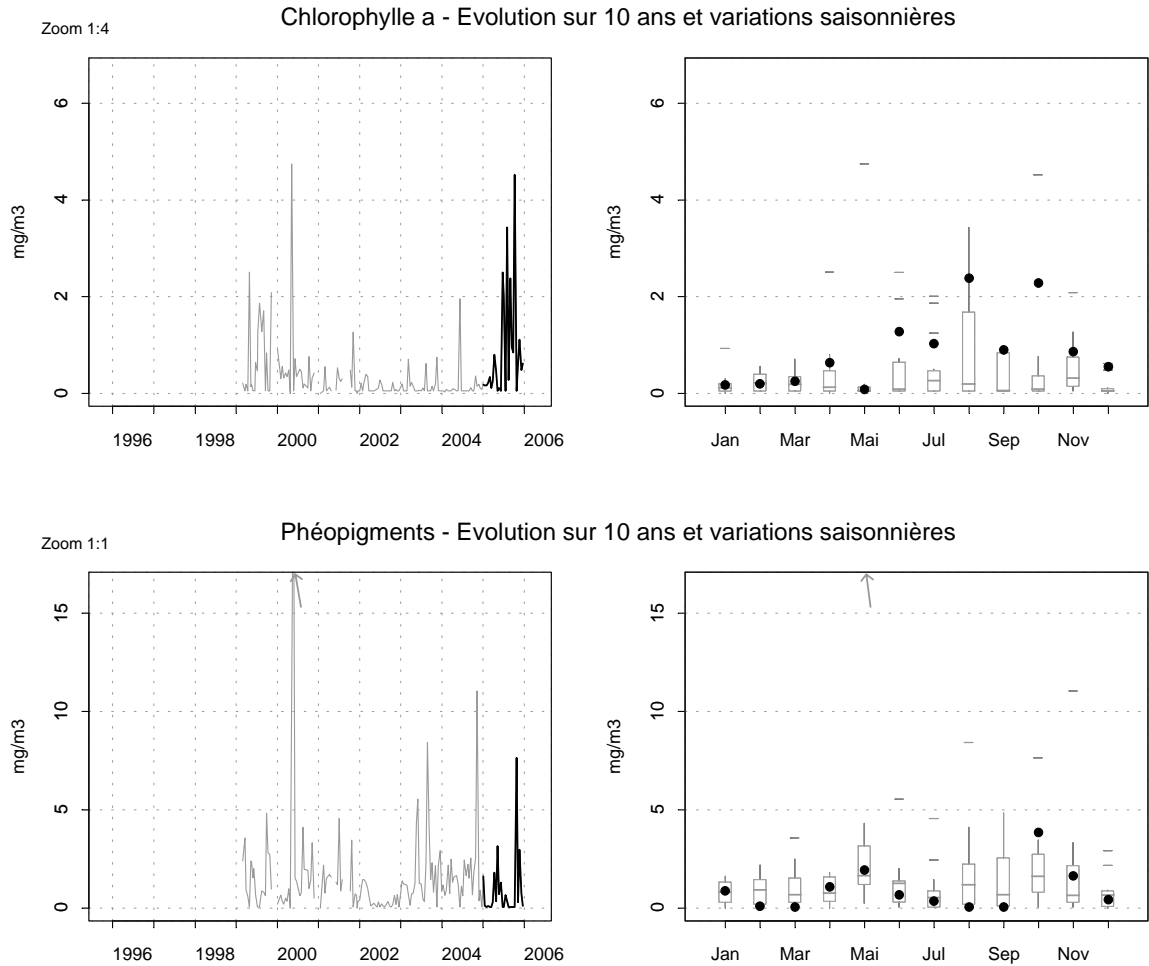 Chlorophylle a - Evolution sur 10 ans et variations saisonnières
Zoom 1:4
mg/m3
6
4
2
0
1996 1998 2000 2002 2004 2006
mg/m3
6
4
2
0
Jan Mar Mai Jul Sep Nov
Phéopigments - Evolution sur 10 ans et variations saisonnières
Zoom 1:1
mg/m3
15
10
5
0
1996 1998 2000 2002 2004 2006
mg/m3
15
10
5
0
Jan Mar Mai Jul Sep Nov